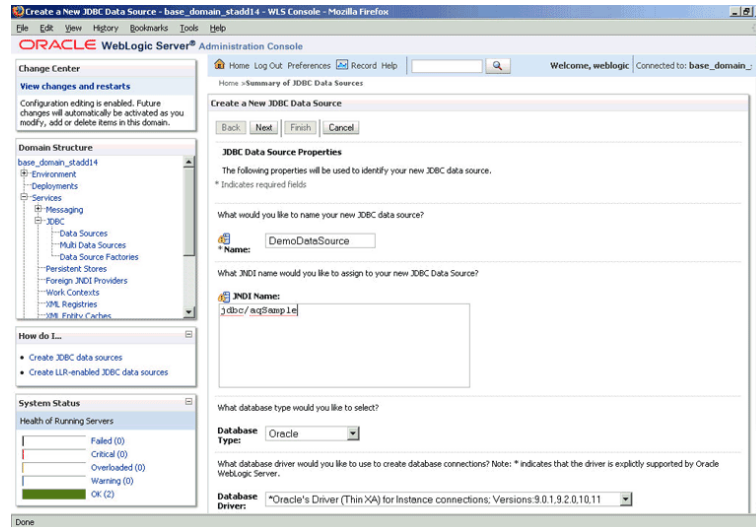 Create a New JDBC Data Source - base_domain_stadd14 - WLS Console - Mozilla Firefox
File Edit View History Bookmarks Tools Help
ORACLE WebLogic Server® Administration Console
Change Center
View changes and restarts
Configuration editing is enabled. Future
changes will automatically be activated as you
modify, add or delete items in this domain.
Domain Structure
base_domain_stadd14
Environment
Deployments
Services
Messaging
JDBC
Data Sources
Multi Data Sources
Data Source Factories
Persistent Stores
Foreign JNDI Providers
Work Contexts
XML Registries
XML Entity Caches
How do I...
Create JDBC data sources
Create LLR-enabled JDBC data sources
System Status
Health of Running Servers
Failed (0)
Critical (0)
Overloaded (0)
Warning (0)
OK (2)
Home Log Out Preferences Record Help
Welcome, weblogic Connected to: base_domain_
Home >Summary of JDBC Data Sources
Create a New JDBC Data Source
Back Next Finish Cancel
JDBC Data Source Properties
The following properties will be used to identify your new JDBC data source.
* Indicates required fields
What would you like to name your new JDBC data source?
* Name: DemoDataSource
What JNDI name would you like to assign to your new JDBC Data Source?
JNDI Name:
jdbc/aqSample
What database type would you like to select?
Database Type: Oracle
What database driver would you like to use to create database connections? Note: * indicates that the driver is explicitly supported by Oracle
WebLogic Server.
Database Driver: *Oracle's Driver (Thin XA) for Instance connections; Versions:9.0.1,9.2.0,10,11
Done